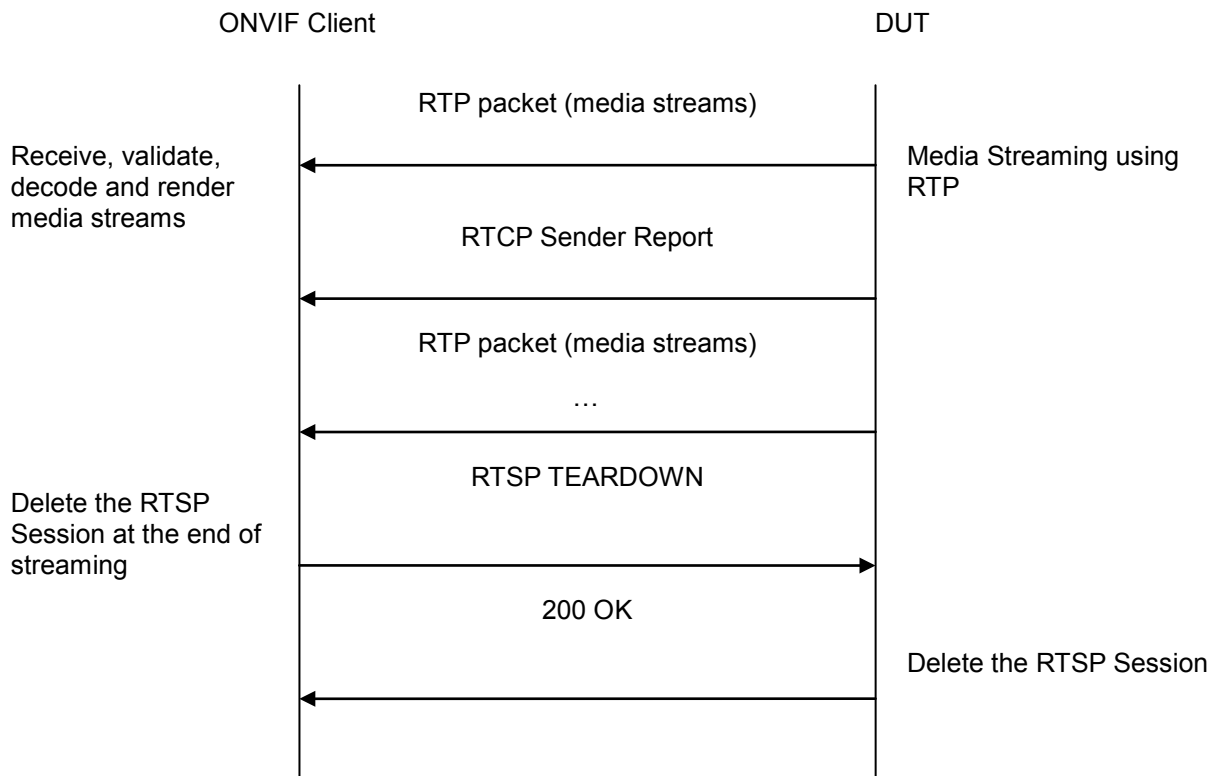 ONVIF Client
DUT
RTP packet (media streams)
Receive, validate,
decode and render
media streams
Media Streaming using
RTP
RTCP Sender Report
RTP packet (media streams)
…
RTSP TEARDOWN
Delete the RTSP
Session at the end of
streaming
200 OK
Delete the RTSP Session